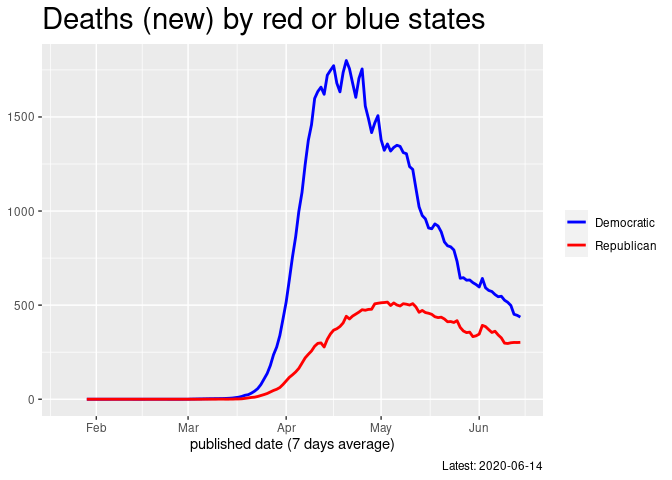 Deaths (new) by red or blue states
1500
1000
500
0
Feb Mar Apr May Jun
published date (7 days average)
Democratic
Republican
Latest: 2020-06-14